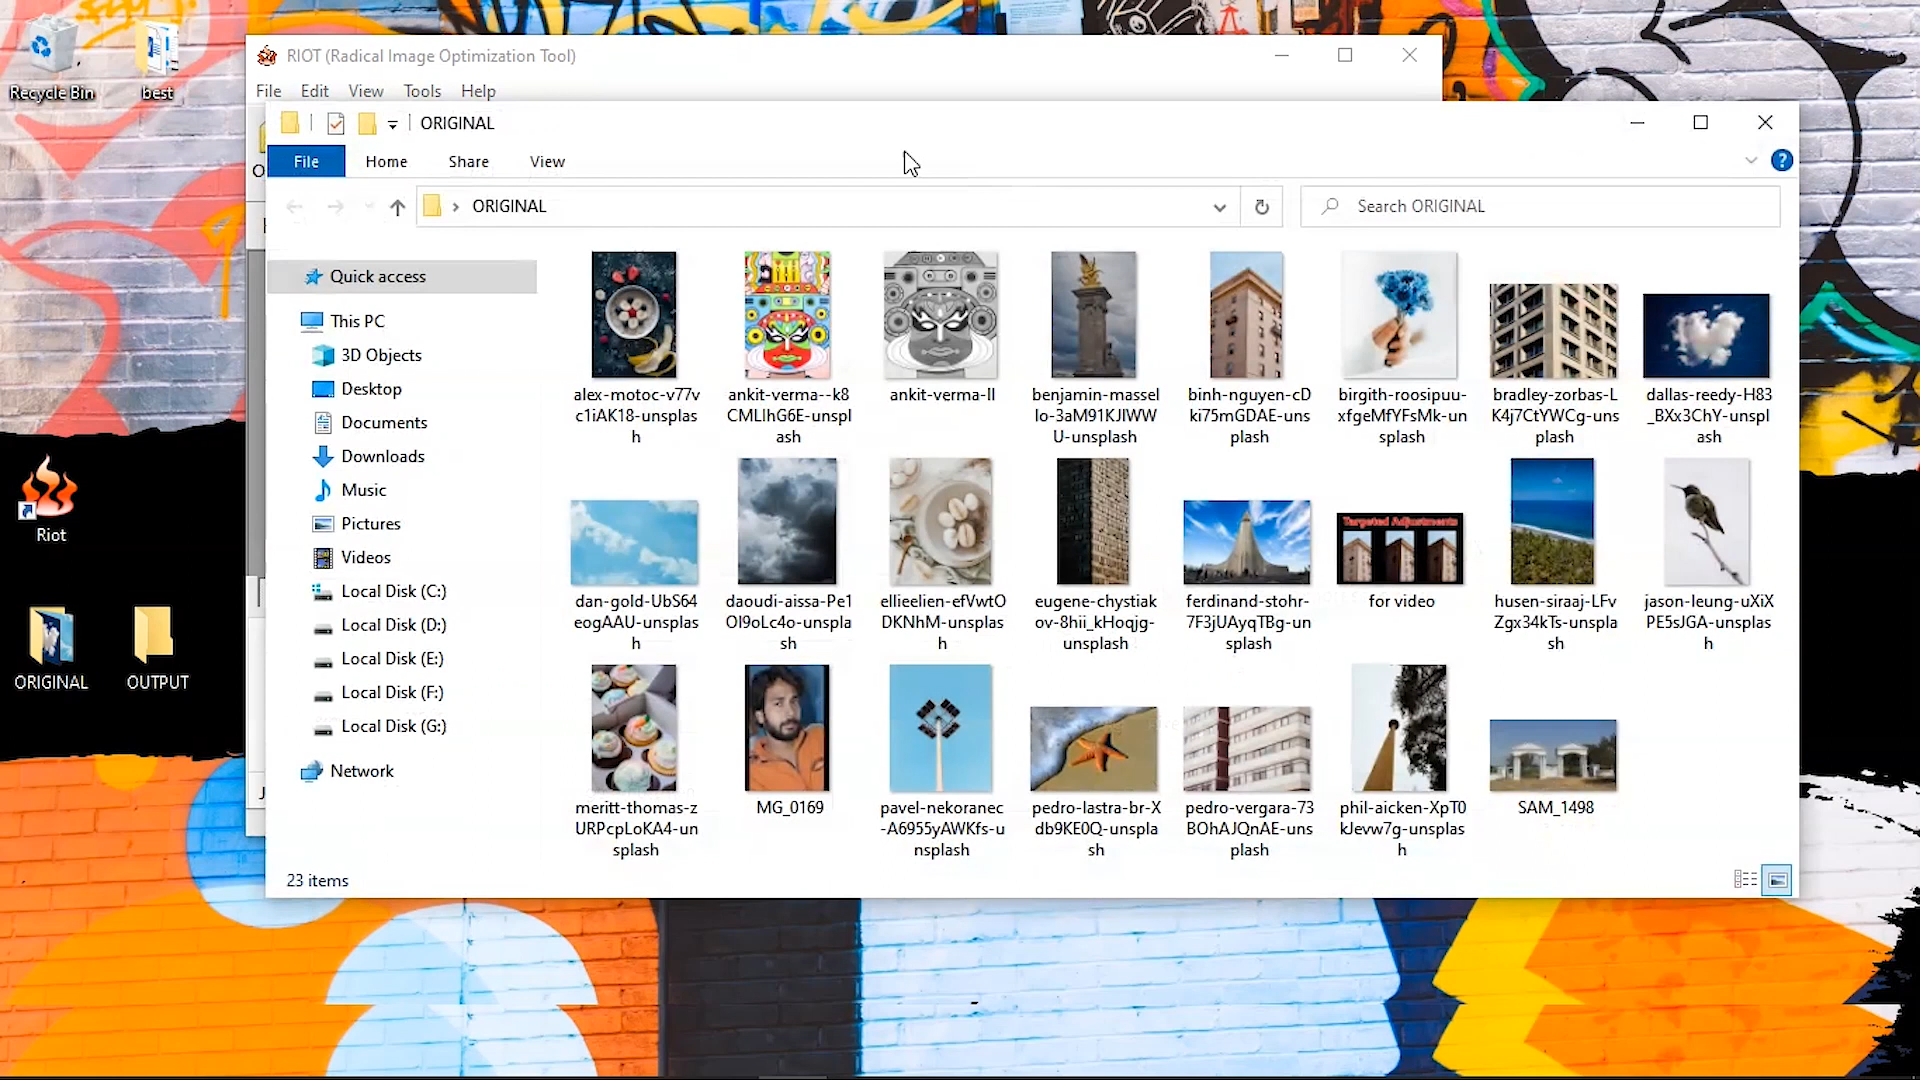 Recycle Bin
best
RIOT (Radical Image Optimization Tool)
File Edit View Tools Help
ORIGINAL
File Home Share View
ORIGINAL
Search ORIGINAL
Quick access
This PC
3D Objects
Desktop
Documents
Downloads
Music
Pictures
Videos
Local Disk (C:)
Local Disk (D:)
Local Disk (E:)
Local Disk (F:)
Local Disk (G:)
Network
alex-motoc-v77v
c1iAK18-unsplas
h
ankit-verma--k8
CMLlhG6E-unspl
ash
ankit-verma-II
benjamin-massel
lo-3aM91KJIWW
U-unsplash
binh-nguyen-cD
ki75mGDAE-uns
plash
birgith-roosipuu-
xfgeMfYFsMk-un
splash
bradley-zorbas-L
K4j7CtYWCg-uns
plash
dallas-reedy-H83
_BXx3ChY-unspl
ash
dan-gold-UbS64
eogAAU-unsplas
h
daoudi-aissa-Pe1
Ol9oLc4o-unspla
sh
ellieelien-efVwtO
DKNhM-unsplas
h
eugene-chystiak
ov-8hii_kHoqjg-
unsplash
ferdinand-stohr-
7F3jUAyqTBg-un
splash
Targeted Adjustments
for video
husen-siraaj-LFv
Zgx34kTs-unspla
sh
jason-leung-uXiX
PE5sJGA-unsplas
h
meritt-thomas-z
URPcpLoKA4-un
splash
MG_0169
pavel-nekoranec
-A6955yAWKfs-u
nsplash
pedro-lastra-br-X
db9KE0Q-unspla
sh
pedro-vergara-73
BOhAJQnAE-uns
plash
phil-aicken-XpT0
kJevw7g-unsplas
h
SAM_1498
23 items
Riot
ORIGINAL
OUTPUT